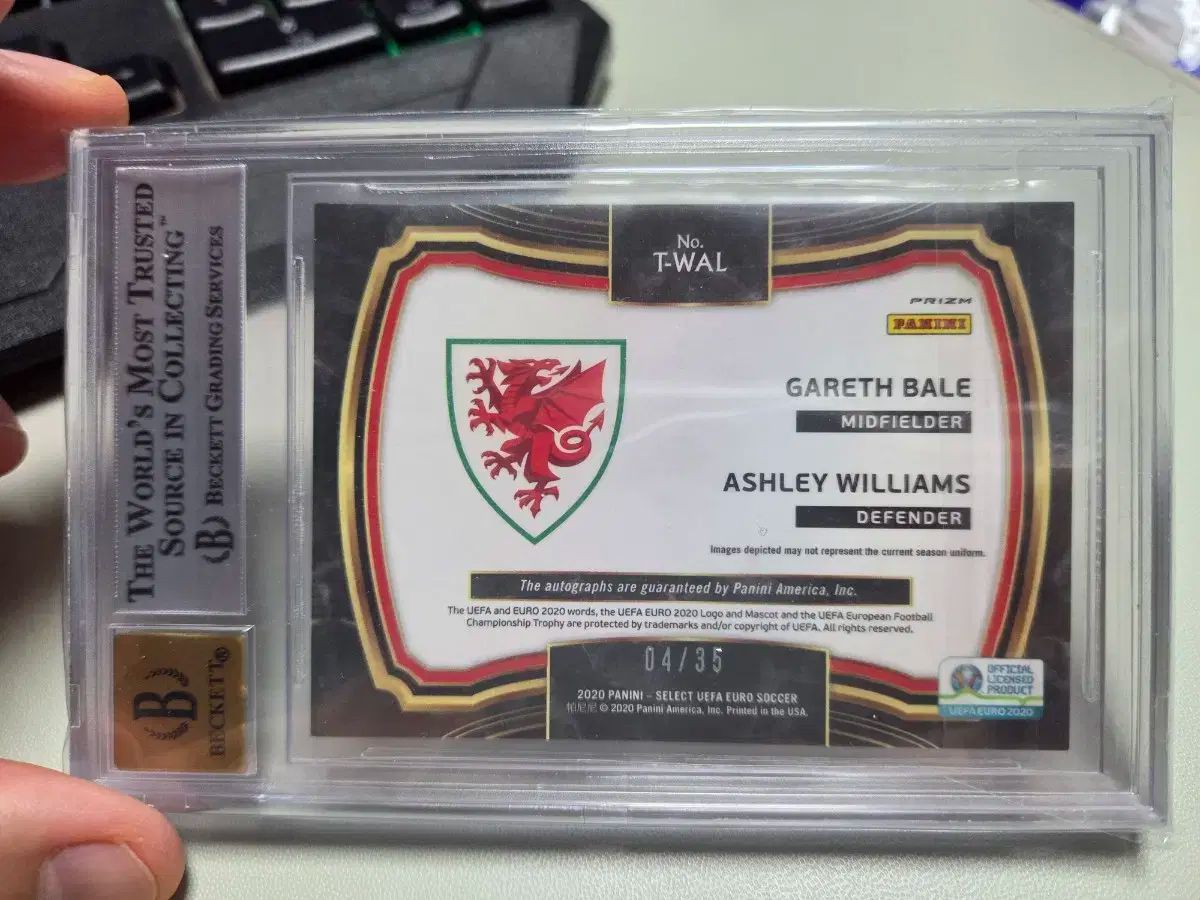 THE WORLD'S MOST TRUSTED
SOURCE IN COLLECTING™
B BECKETT GRADING SERVICES
B
BECKETT®
No.
T-WAL
PRIZM
PANINI
GARETH BALE
MIDFIELDER
ASHLEY WILLIAMS
DEFENDER
Images depicted may not represent the current season uniform.
The autographs are guaranteed by Panini America, Inc.
The UEFA and EURO 2020 words, the UEFA EURO 2020 Logo and Mascot and the UEFA European Football
Championship Trophy are protected by trademarks and/or copyright of UEFA. All rights reserved.
04/35
2020 PANINI – SELECT UEFA EURO SOCCER
帕尼尼 © 2020 Panini America, Inc. Printed in the USA.
OFFICIAL
LICENSED
PRODUCT
UEFA EURO 2020